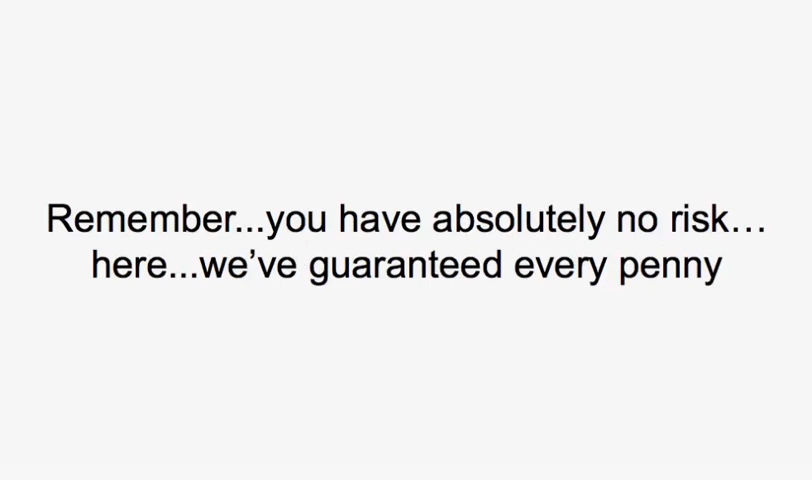 Remember...you have absolutely no risk…
here...we’ve guaranteed every penny